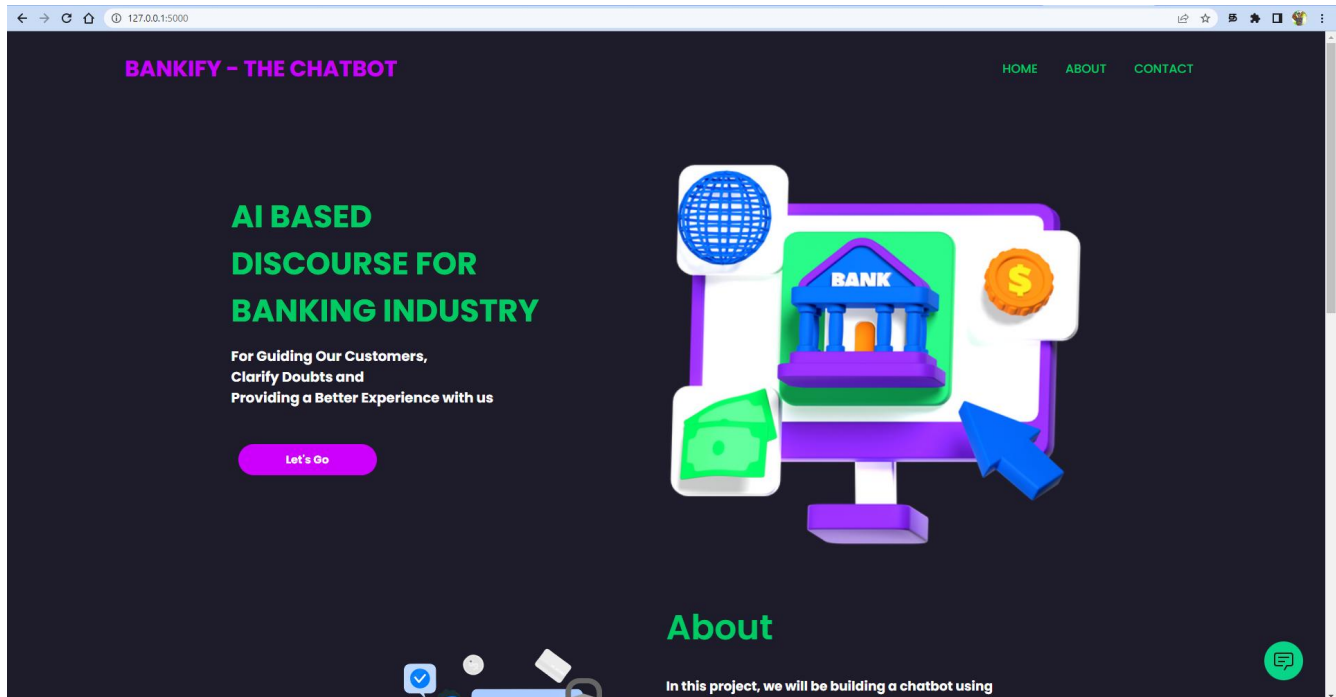 127.0.0.1:5000
BANKIFY - THE CHATBOT
HOME ABOUT CONTACT
AI BASED
DISCOURSE FOR
BANKING INDUSTRY
For Guiding Our Customers,
Clarify Doubts and
Providing a Better Experience with us
Let's Go
BANK
$
About
In this project, we will be building a chatbot using